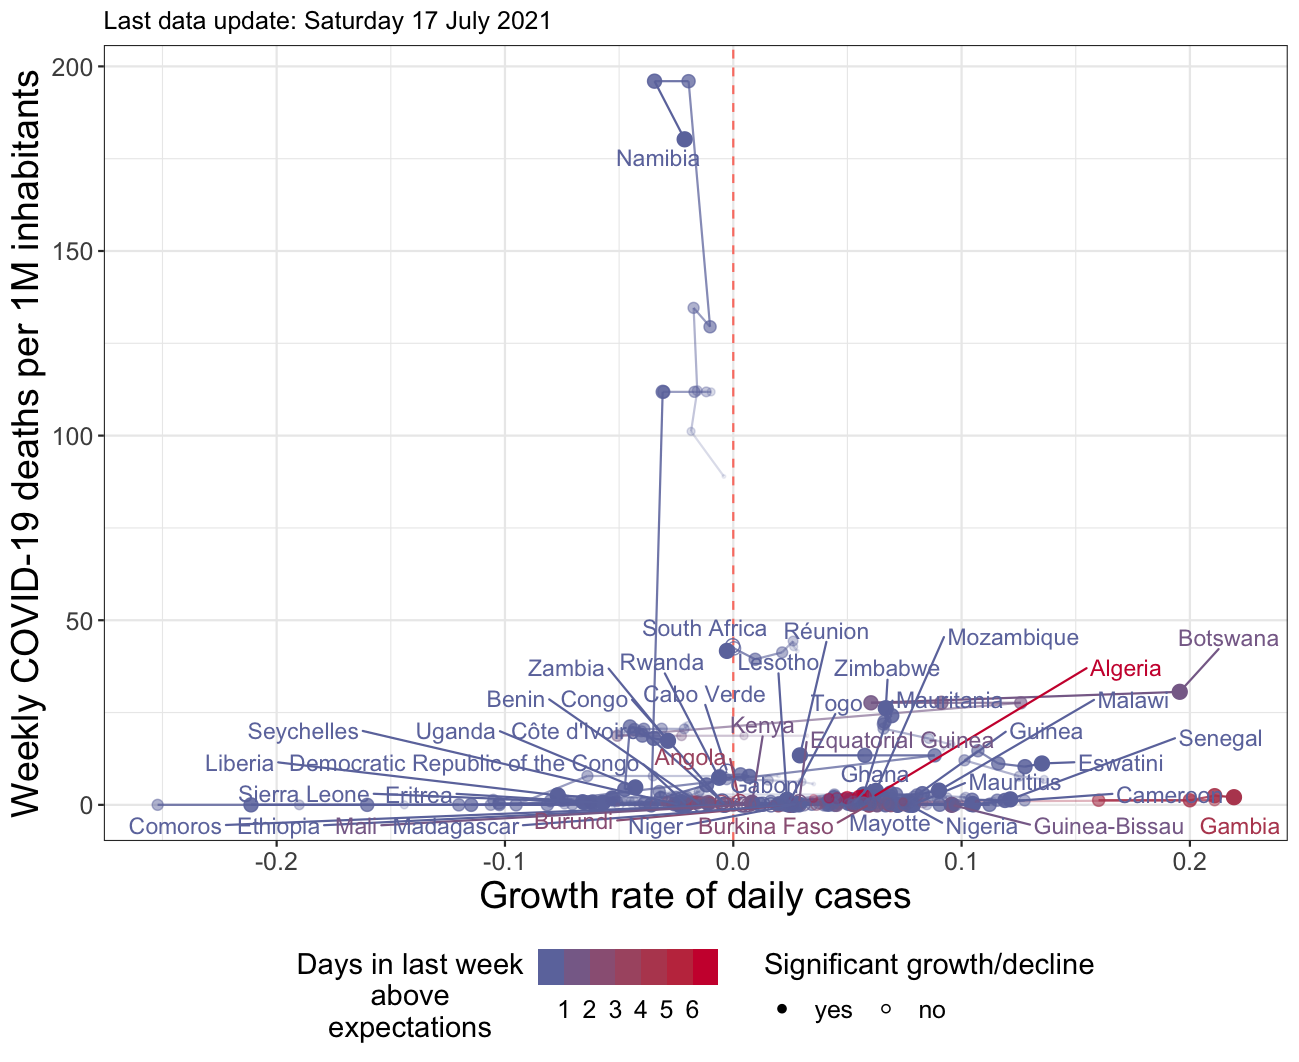 Last data update: Saturday 17 July 2021
Weekly COVID-19 deaths per 1M inhabitants
200
150
100
50
0
Namibia
South Africa
Réunion
Mozambique
Botswana
Zambia
Rwanda
Lesotho
Zimbabwe
Algeria
Benin
Congo
Cabo Verde
Togo
Mauritania
Malawi
Seychelles
Uganda
Côte d'Ivoire
Kenya
Equatorial Guinea
Guinea
Senegal
Liberia
Democratic Republic of the Congo
Angola
Gabon
Ghana
Mauritius
Eswatini
Sierra Leone
Eritrea
Cameroon
Comoros
Ethiopia
Mali
Madagascar
Burundi
Niger
Burkina Faso
Mayotte
Nigeria
Guinea-Bissau
Gambia
-0.2
-0.1
0.0
0.1
0.2
Growth rate of daily cases
Days in last week
above
expectations
1 2 3 4 5 6
Significant growth/decline
yes
no